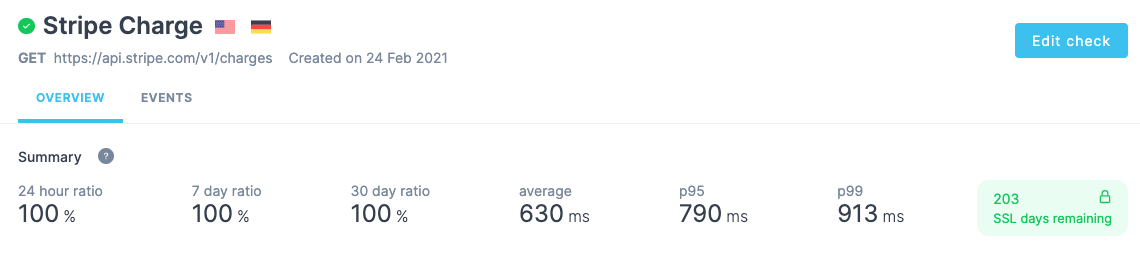 Stripe Charge
Edit check
GET https://api.stripe.com/v1/charges Created on 24 Feb 2021
OVERVIEW EVENTS
Summary ?
24 hour ratio 7 day ratio 30 day ratio average p95 p99
100 % 100 % 100 % 630 ms 790 ms 913 ms
203
SSL days remaining